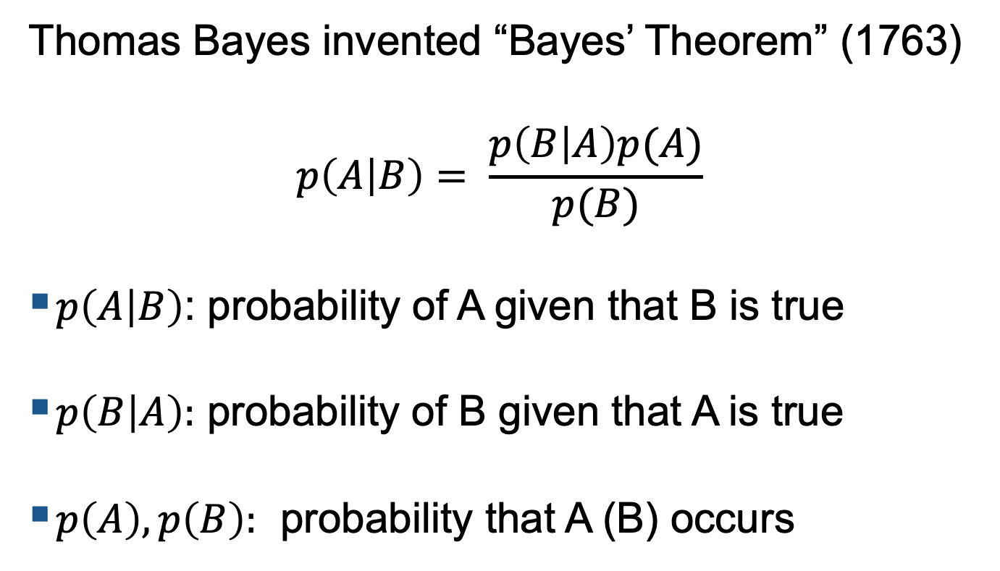 Thomas Bayes invented “Bayes’ Theorem” (1763)
p(A|B) = p(B|A)p(A) / p(B)
▪p(A|B): probability of A given that B is true
▪p(B|A): probability of B given that A is true
▪p(A), p(B): probability that A (B) occurs